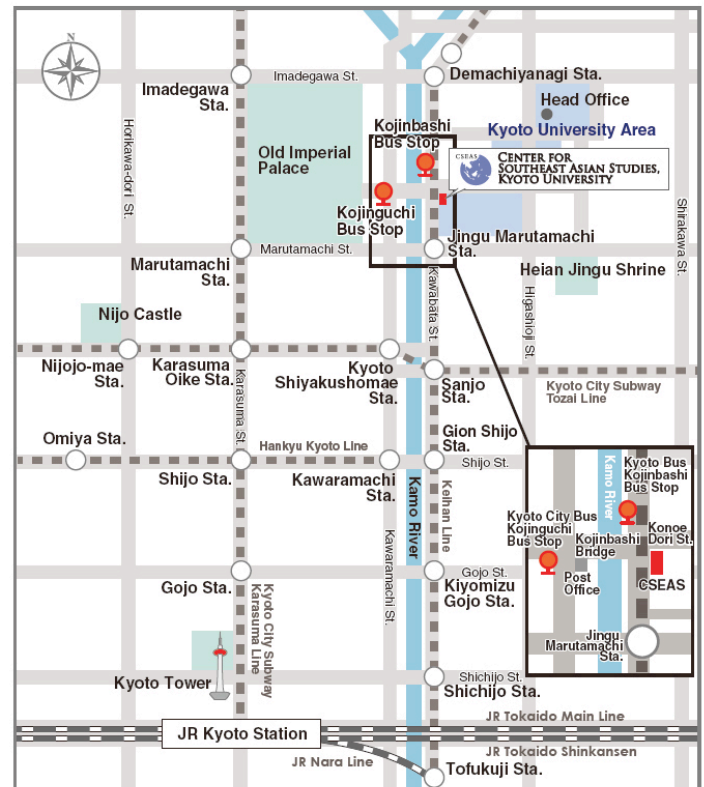 N
Imadegawa St.
Imadegawa
Sta.
Demachiyanagi Sta.
Head Office
Kyoto University Area
Kojinbashi
Bus Stop
Old Imperial
Palace
CSEAS
CENTER FOR
SOUTHEAST ASIAN STUDIES,
KYOTO UNIVERSITY
Horikawa-dori St.
Kojinguchi
Bus Stop
Shirakawa St.
Marutamachi St.
Jingu Marutamachi
Sta.
Marutamachi
Sta.
Heian Jingu Shrine
Kawabata St.
Higashioji St.
Nijo Castle
Nijojo-mae
Sta.
Karasuma
Oike Sta.
Karasuma St.
Kyoto
Shiyakushomae
Sta.
Sanjo
Sta.
Kyoto City Subway
Tozai Line
Omiya Sta.
Hankyu Kyoto Line
Gion Shijo
Sta.
Shijo St.
Shijo Sta.
Kawaramachi
Sta.
Kamo River
Keihan Line
Kawaramachi St.
Kamo River
Kyoto Bus
Kojinbashi
Bus Stop
Kyoto City Bus
Kojinguchi
Bus Stop
Kojinbashi
Bridge
Konoe
Dori St.
Post
Office
CSEAS
Jingu
Marutamachi
Sta.
Gojo Sta.
Gojo St.
Kiyomizu
Gojo Sta.
Kyoto City Subway
Karasuma Line
Kyoto Tower
Shichijo St.
Shichijo Sta.
JR Tokaido Main Line
JR Kyoto Station
JR Tokaido Shinkansen
JR Nara Line
Tofukuji Sta.